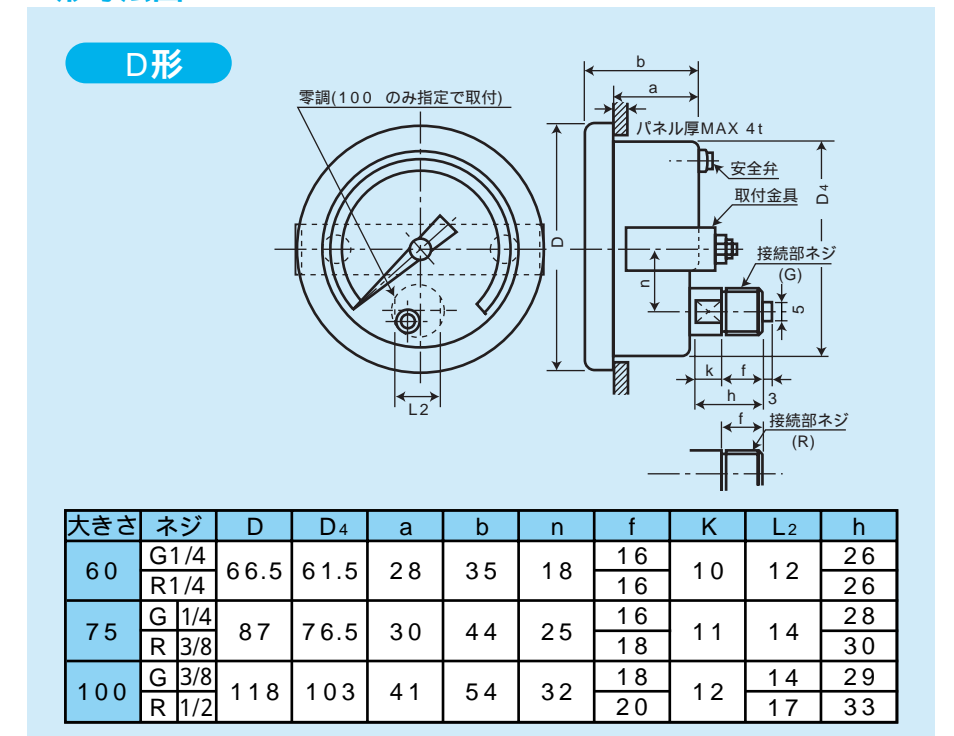 D形
零調(100 のみ指定で取付)
b
a
パネル厚MAX 4t
安全弁
取付金具
D4
D
接続部ネジ
(G)
n
5
k f
h 3
L2
f 接続部ネジ
(R)
大きさ ネジ D D4 a b n f K L2 h
60 G1/4 66.5 61.5 28 35 18 16 10 12 26
R1/4 16 26
75 G 1/4 87 76.5 30 44 25 16 11 14 28
R 3/8 18 30
100 G 3/8 118 103 41 54 32 18 12 14 29
R 1/2 20 17 33